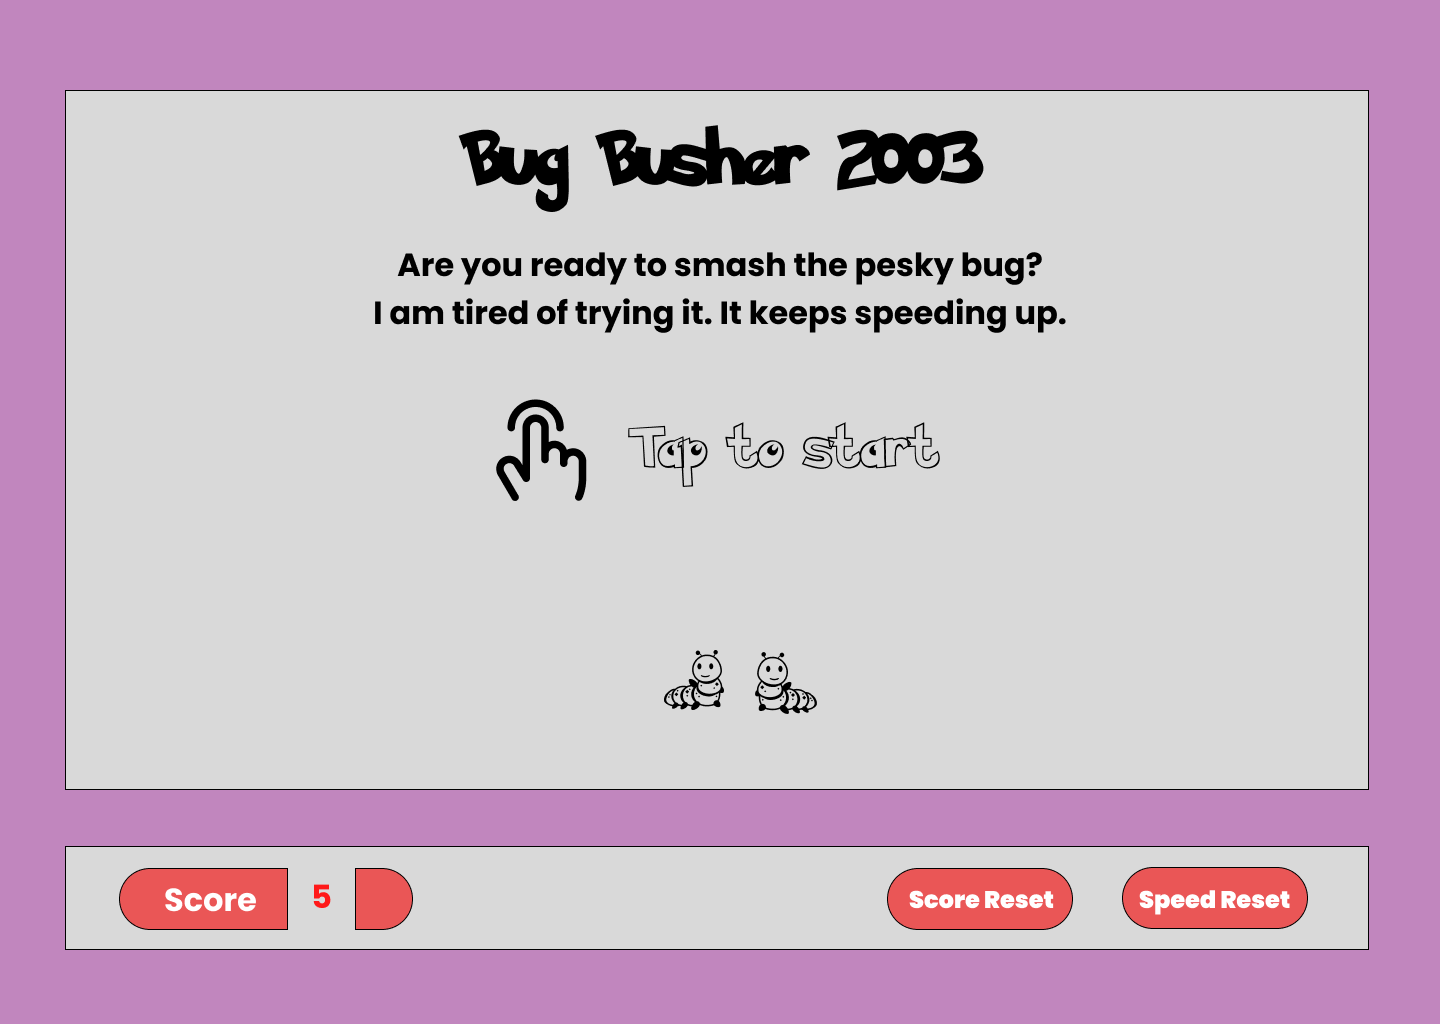 Bug Busher 2003
Are you ready to smash the pesky bug?
I am tired of trying it. It keeps speeding up.
Tap to start
Score 5
Score Reset
Speed Reset